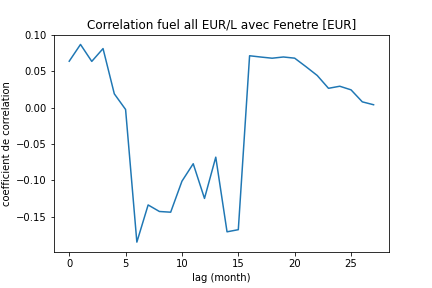 Correlation fuel all EUR/L avec Fenetre [EUR]
0.10
0.05
0.00
−0.05
−0.10
−0.15
coefficient de correlation
0 5 10 15 20 25
lag (month)